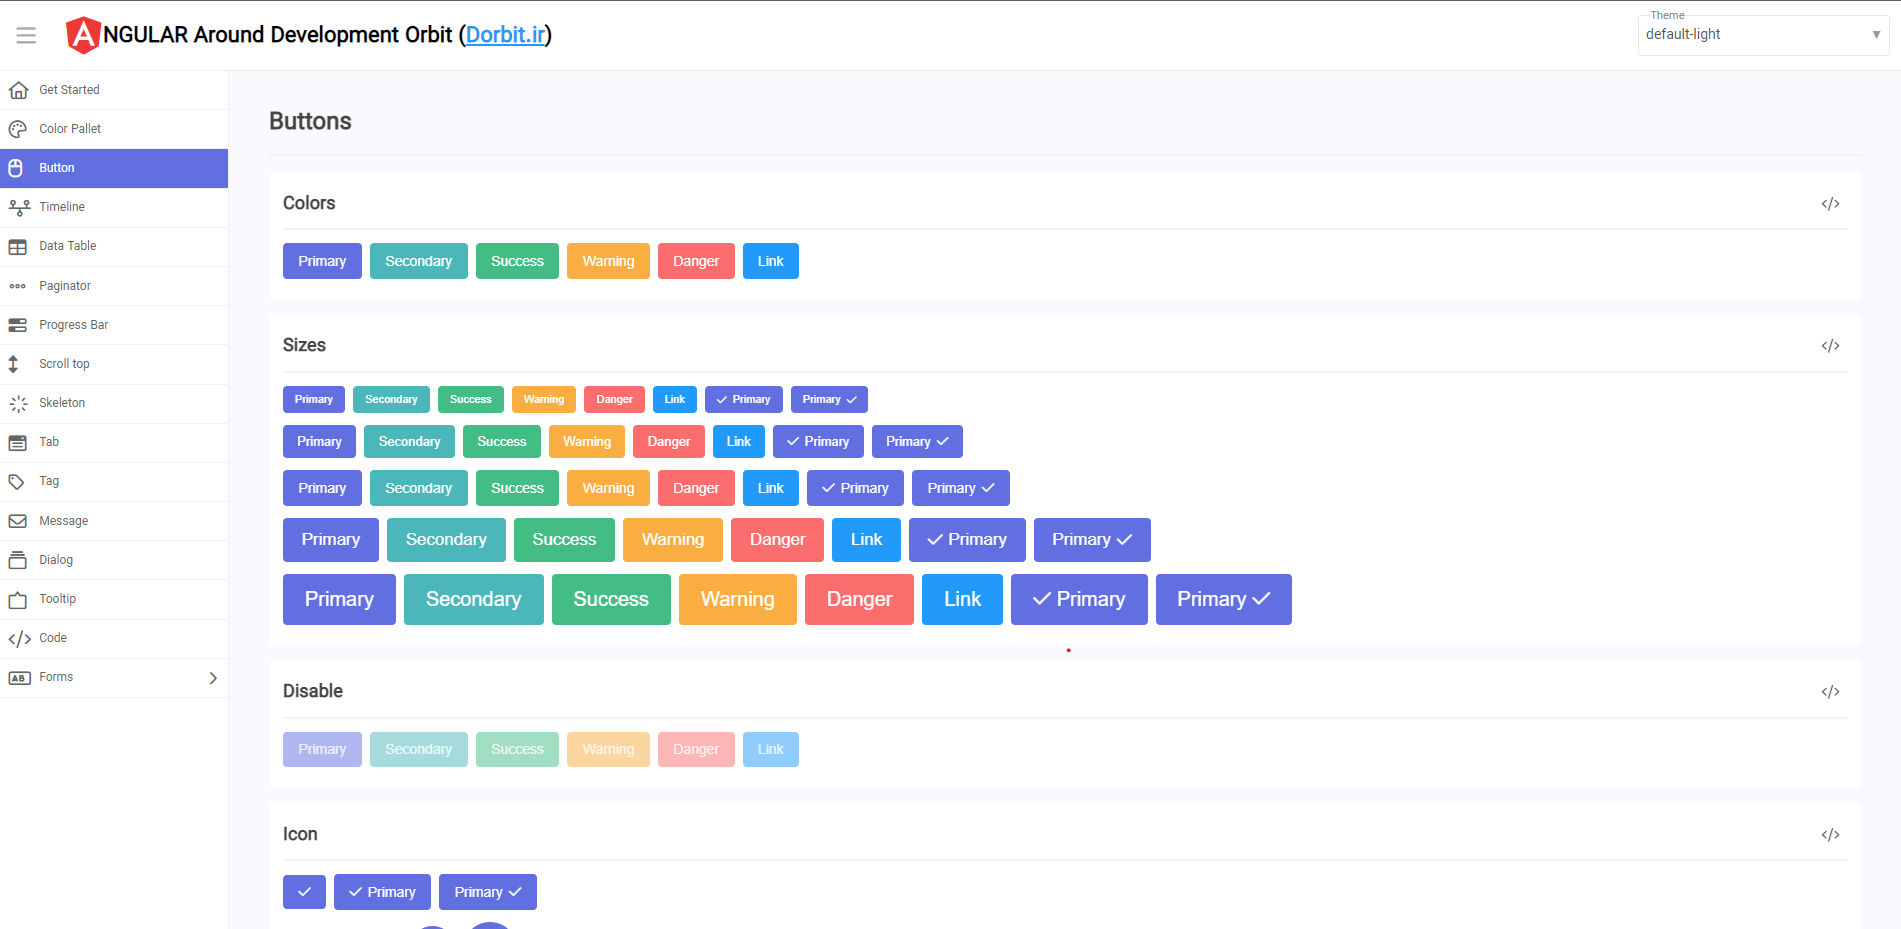 NGULAR Around Development Orbit (Dorbit.ir)
Theme
default-light
Get Started
Color Pallet
Button
Timeline
Data Table
Paginator
Progress Bar
Scroll top
Skeleton
Tab
Tag
Message
Dialog
Tooltip
Code
Forms
Buttons
Colors
Primary Secondary Success Warning Danger Link
Sizes
Primary Secondary Success Warning Danger Link Primary Primary
Primary Secondary Success Warning Danger Link Primary Primary
Primary Secondary Success Warning Danger Link Primary Primary
Primary Secondary Success Warning Danger Link Primary Primary
Primary Secondary Success Warning Danger Link Primary Primary
Disable
Primary Secondary Success Warning Danger Link
Icon
Primary Primary